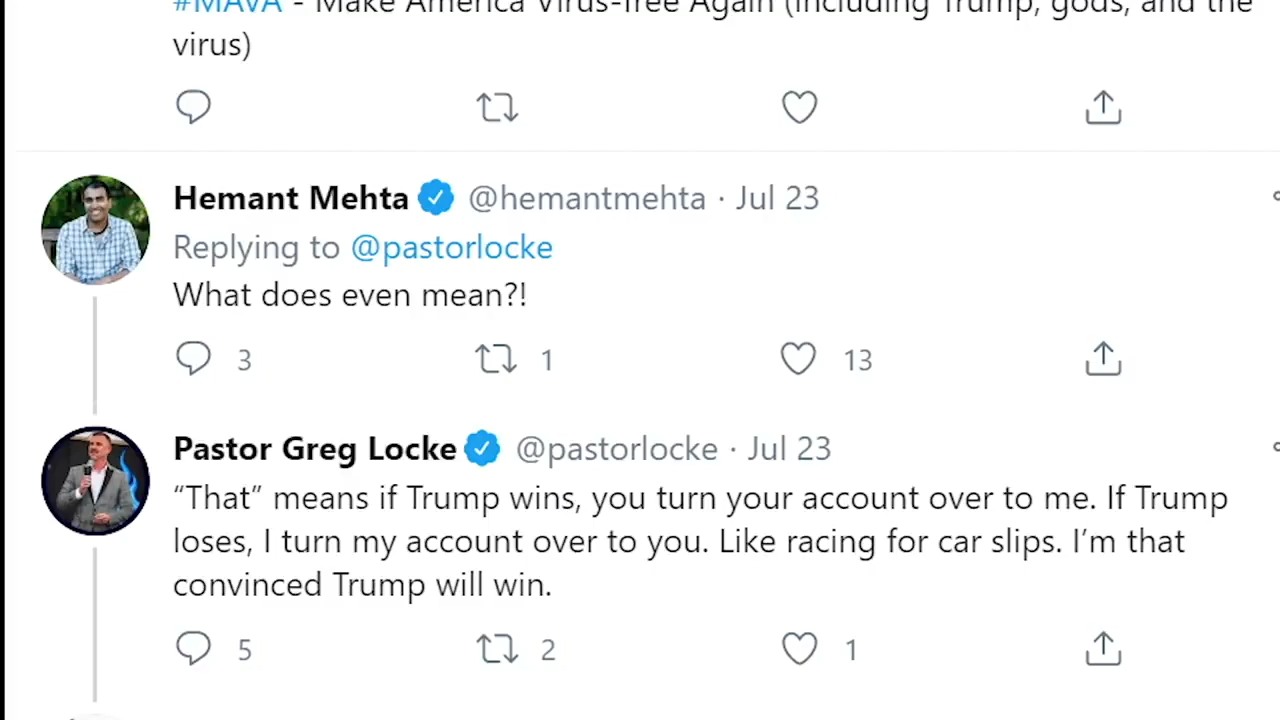 #MAVA - Make America Virus-free Again (including Trump, gods, and the
virus)
Hemant Mehta @hemantmehta · Jul 23
Replying to @pastorlocke
What does even mean?!
3 1 13
Pastor Greg Locke @pastorlocke · Jul 23
“That” means if Trump wins, you turn your account over to me. If Trump
loses, I turn my account over to you. Like racing for car slips. I’m that
convinced Trump will win.
5 2 1